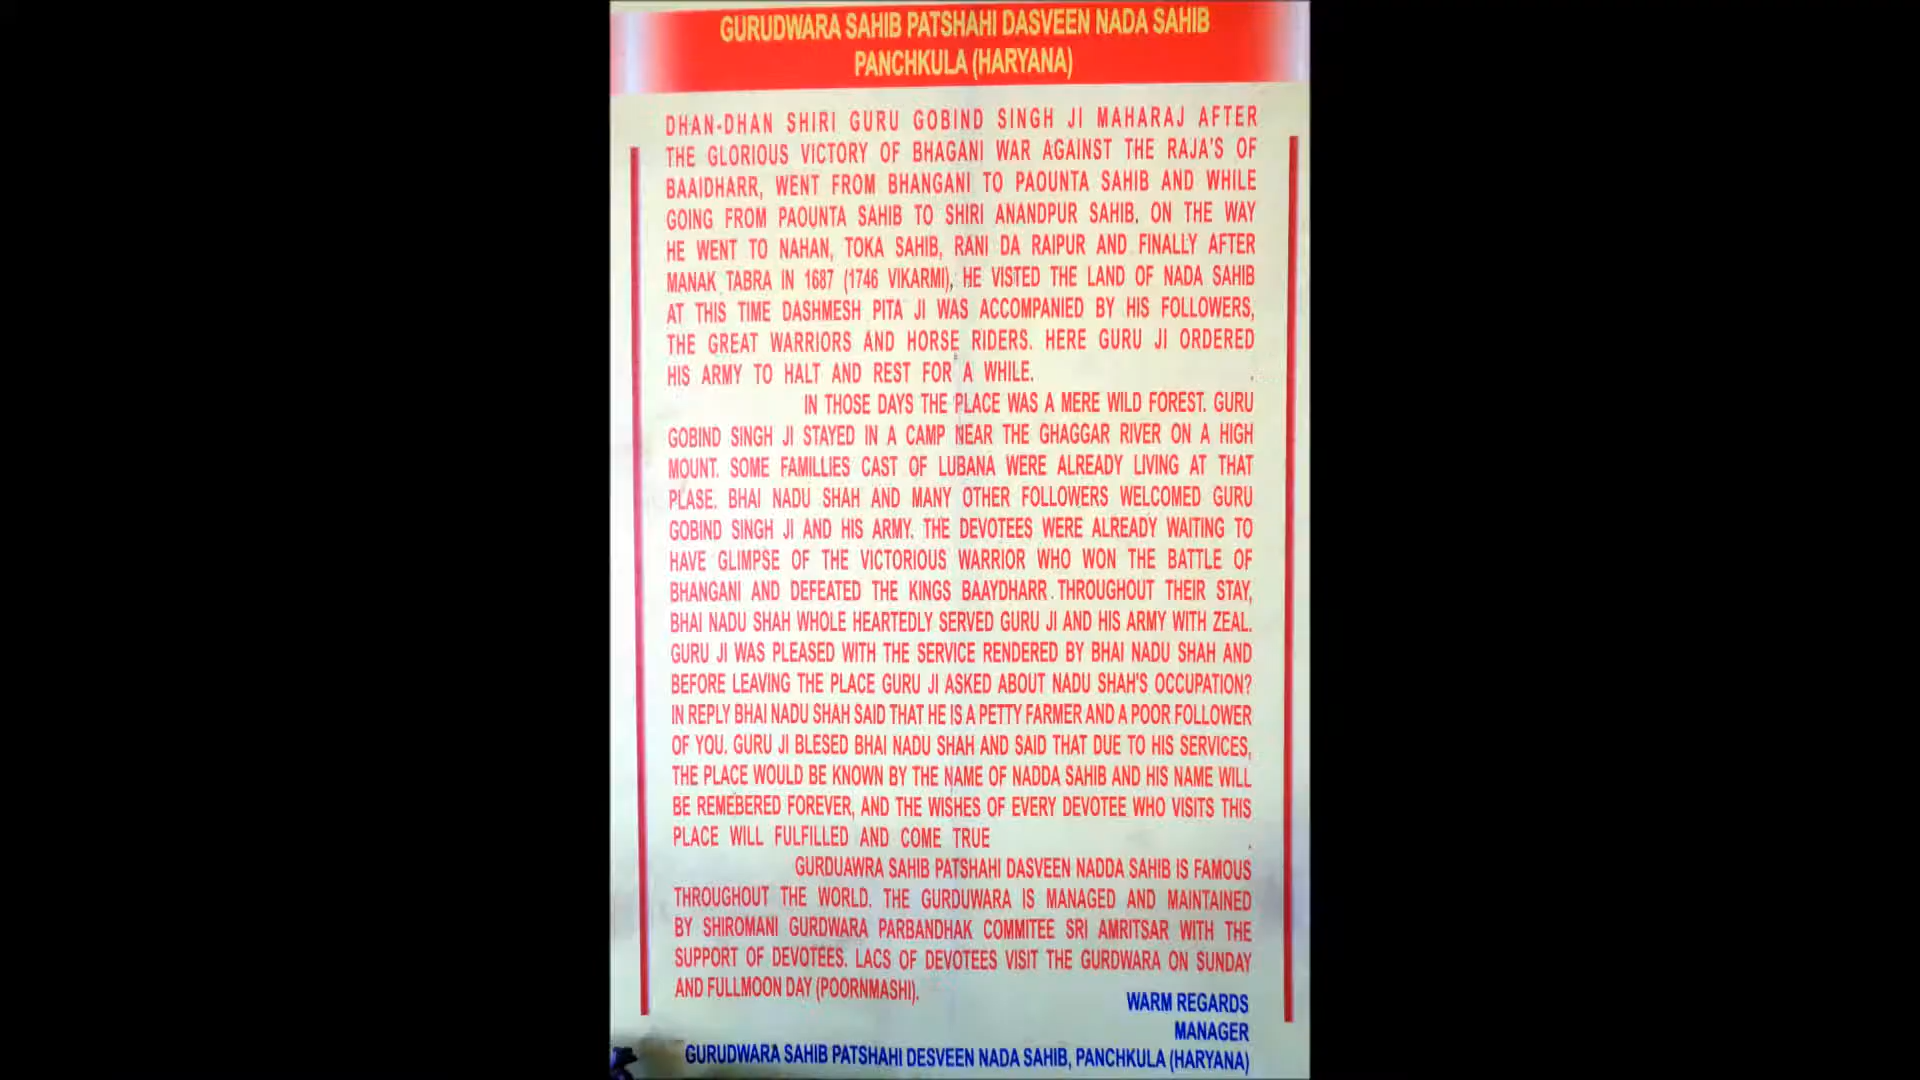 GURUDWARA SAHIB PATSHAHI DASVEEN NADA SAHIB
PANCHKULA (HARYANA)
DHAN-DHAN SHIRI GURU GOBIND SINGH JI MAHARAJ AFTER
THE GLORIOUS VICTORY OF BHAGANI WAR AGAINST THE RAJA'S OF
BAAIDHARR, WENT FROM BHANGANI TO PAOUNTA SAHIB AND WHILE
GOING FROM PAOUNTA SAHIB TO SHIRI ANANDPUR SAHIB. ON THE WAY
HE WENT TO NAHAN, TOKA SAHIB, RANI DA RAIPUR AND FINALLY AFTER
MANAK TABRA IN 1687 (1746 VIKARMI), HE VISTED THE LAND OF NADA SAHIB
AT THIS TIME DASHMESH PITA JI WAS ACCOMPANIED BY HIS FOLLOWERS,
THE GREAT WARRIORS AND HORSE RIDERS. HERE GURU JI ORDERED
HIS ARMY TO HALT AND REST FOR A WHILE.
IN THOSE DAYS THE PLACE WAS A MERE WILD FOREST. GURU
GOBIND SINGH JI STAYED IN A CAMP NEAR THE GHAGGAR RIVER ON A HIGH
MOUNT. SOME FAMILLIES CAST OF LUBANA WERE ALREADY LIVING AT THAT
PLASE. BHAI NADU SHAH AND MANY OTHER FOLLOWERS WELCOMED GURU
GOBIND SINGH JI AND HIS ARMY. THE DEVOTEES WERE ALREADY WAITING TO
HAVE GLIMPSE OF THE VICTORIOUS WARRIOR WHO WON THE BATTLE OF
BHANGANI AND DEFEATED THE KINGS BAAYDHARR. THROUGHOUT THEIR STAY,
BHAI NADU SHAH WHOLE HEARTEDLY SERVED GURU JI AND HIS ARMY WITH ZEAL.
GURU JI WAS PLEASED WITH THE SERVICE RENDERED BY BHAI NADU SHAH AND
BEFORE LEAVING THE PLACE GURU JI ASKED ABOUT NADU SHAH'S OCCUPATION?
IN REPLY BHAI NADU SHAH SAID THAT HE IS A PETTY FARMER AND A POOR FOLLOWER
OF YOU. GURU JI BLESED BHAI NADU SHAH AND SAID THAT DUE TO HIS SERVICES,
THE PLACE WOULD BE KNOWN BY THE NAME OF NADDA SAHIB AND HIS NAME WILL
BE REMEBERED FOREVER, AND THE WISHES OF EVERY DEVOTEE WHO VISITS THIS
PLACE WILL FULFILLED AND COME TRUE .
GURDUAWRA SAHIB PATSHAHI DASVEEN NADDA SAHIB IS FAMOUS
THROUGHOUT THE WORLD. THE GURDUWARA IS MANAGED AND MAINTAINED
BY SHIROMANI GURDWARA PARBANDHAK COMMITEE SRI AMRITSAR WITH THE
SUPPORT OF DEVOTEES. LACS OF DEVOTEES VISIT THE GURDWARA ON SUNDAY
AND FULLMOON DAY (POORNMASHI).
WARM REGARDS
MANAGER
GURUDWARA SAHIB PATSHAHI DESVEEN NADA SAHIB, PANCHKULA (HARYANA)